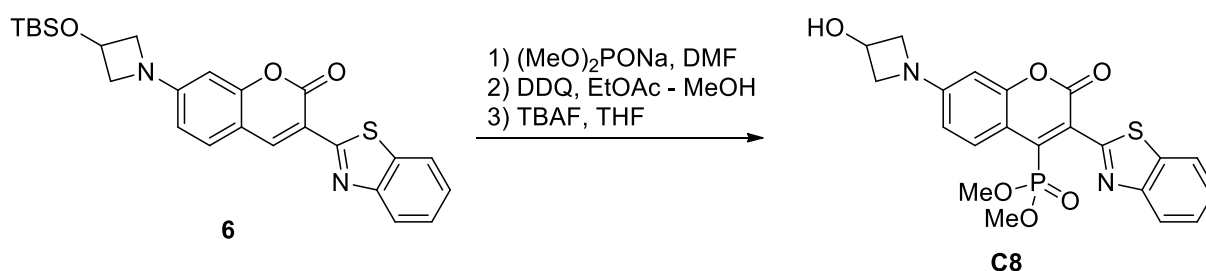 TBSO
N
O
O
S
N
6
1) (MeO)₂PONa, DMF
2) DDQ, EtOAc - MeOH
3) TBAF, THF
HO
N
O
O
S
N
MeO
P
O
MeO
C8